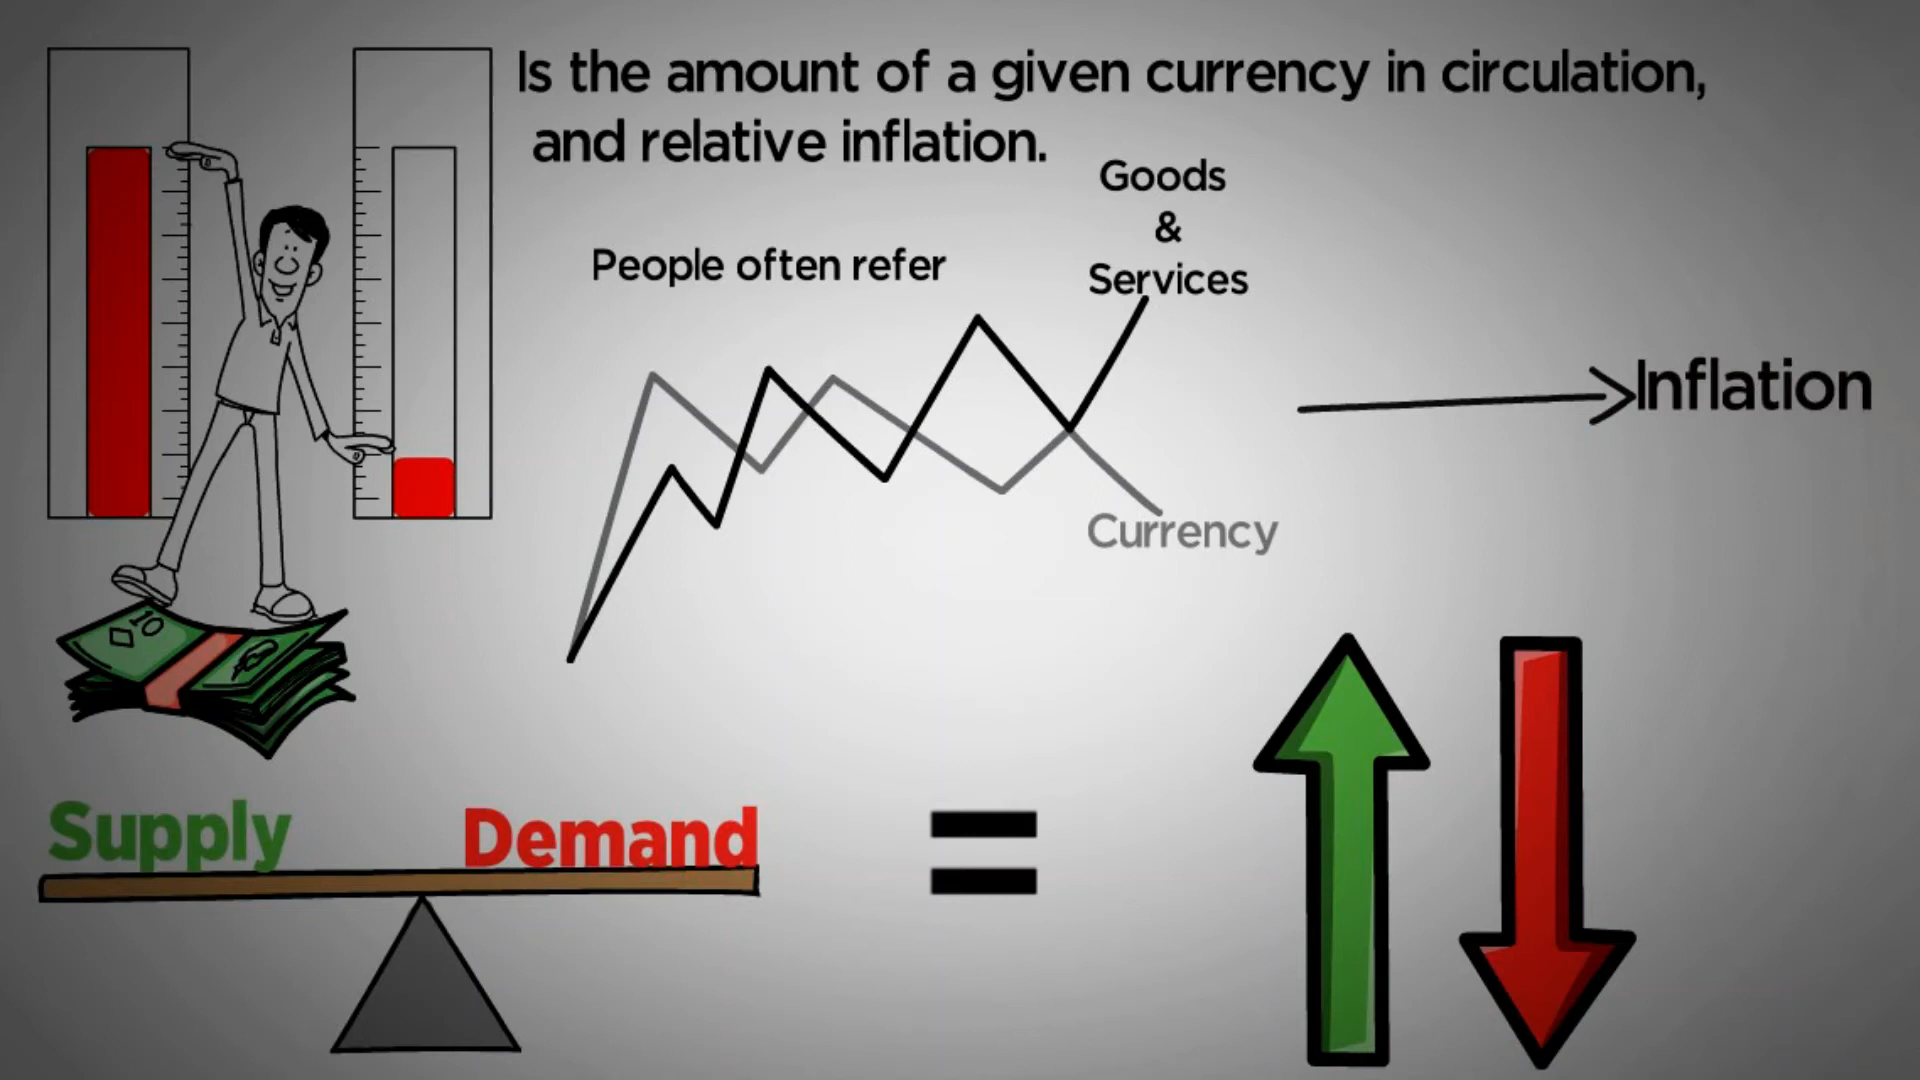 Is the amount of a given currency in circulation,
and relative inflation.
Goods
&
Services
People often refer
Inflation
Currency
10
Supply
Demand
=